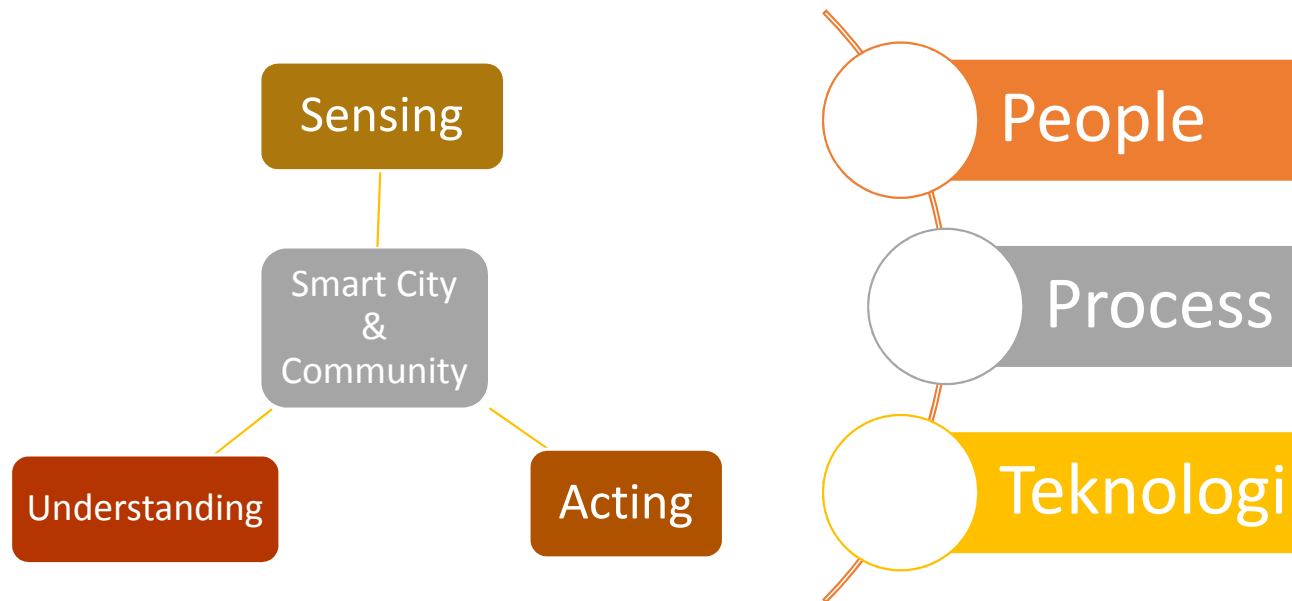 Sensing
Smart City
&
Community
Understanding
Acting
People
Process
Teknologi